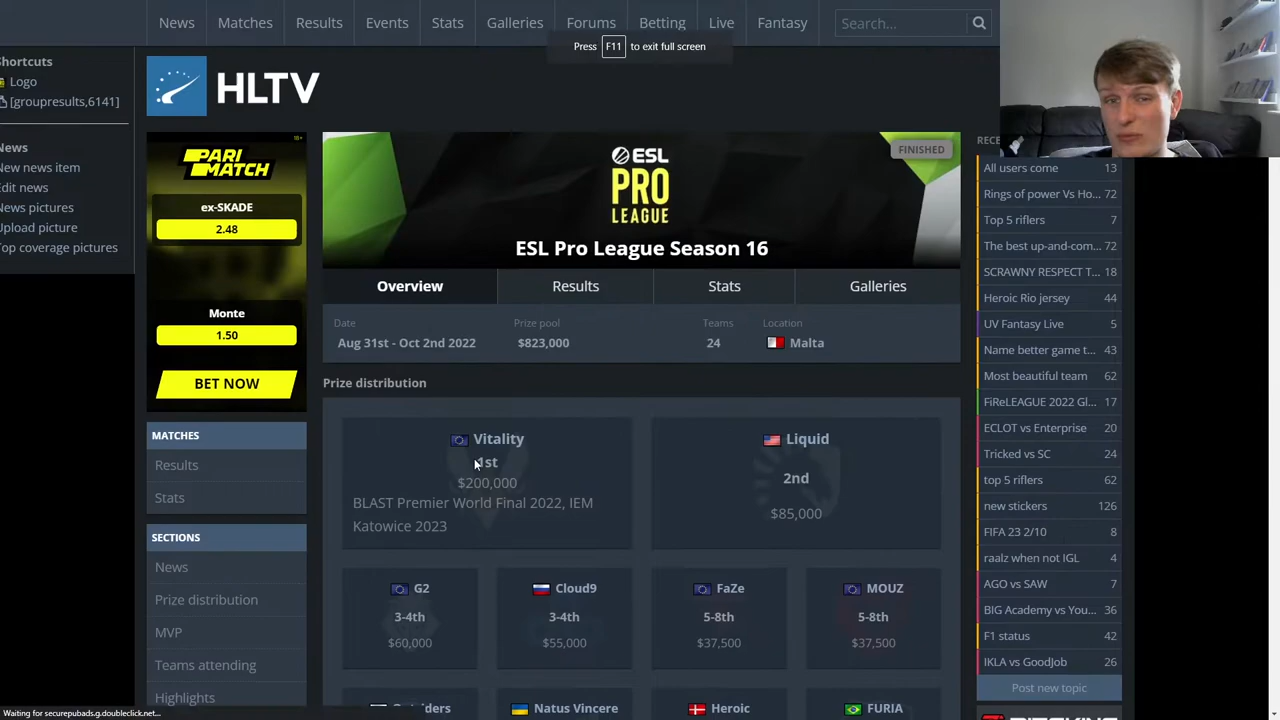 News
Matches
Results
Events
Stats
Galleries
Forums
Betting
Live
Fantasy
Search...
Press F11 to exit full screen
Shortcuts
Logo
[groupresults,6141]
News
New news item
Edit news
News pictures
Upload picture
Top coverage pictures
HLTV
18+
PARI MATCH
ex-SKADE
2.48
Monte
1.50
BET NOW
MATCHES
Results
Stats
SECTIONS
News
Prize distribution
MVP
Teams attending
Highlights
ESL
PRO
LEAGUE
FINISHED
ESL Pro League Season 16
Overview
Results
Stats
Galleries
Date
Aug 31st - Oct 2nd 2022
Prize pool
$823,000
Teams
24
Location
Malta
Prize distribution
Vitality
1st
$200,000
BLAST Premier World Final 2022, IEM
Katowice 2023
Liquid
2nd
$85,000
G2
3-4th
$60,000
Cloud9
3-4th
$55,000
FaZe
5-8th
$37,500
MOUZ
5-8th
$37,500
Natus Vincere
Heroic
FURIA
All users come 13
Rings of power Vs Ho... 72
Top 5 riflers 7
The best up-and-com... 72
SCRAWNY RESPECT T... 18
Heroic Rio jersey 44
UV Fantasy Live 5
Name better game t... 43
Most beautiful team 62
FiReLEAGUE 2022 Gl... 17
ECLOT vs Enterprise 20
Tricked vs SC 24
top 5 riflers 62
new stickers 126
FIFA 23 2/10 8
raalz when not IGL 4
AGO vs SAW 7
BIG Academy vs You... 36
F1 status 42
IKLA vs GoodJob 26
Post new topic
Waiting for securepubads.g.doubleclick.net...